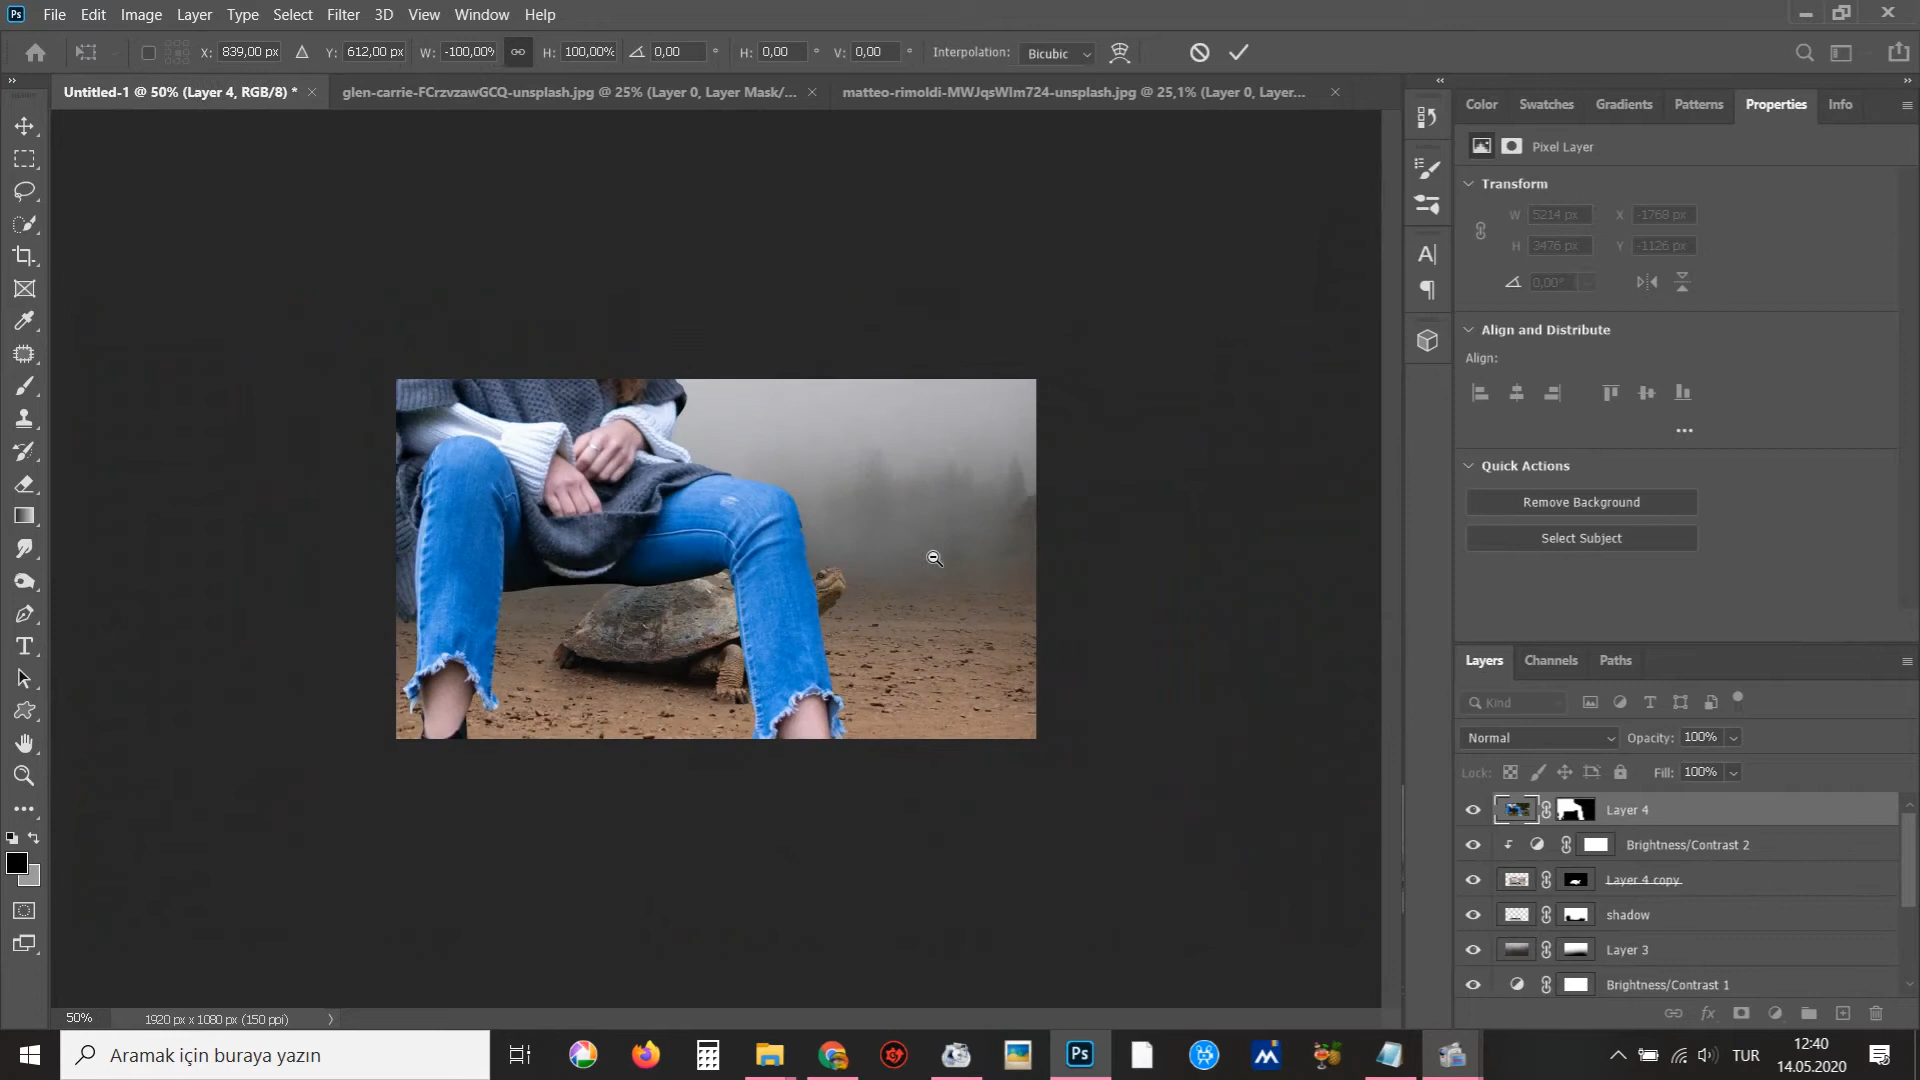 Ps File Edit Image Layer Type Select Filter 3D View Window Help
X: 839,00 px Y: 612,00 px W: -100,00% H: 100,00% 0,00 ° H: 0,00 ° V: 0,00 ° Interpolation: Bicubic
Untitled-1 @ 50% (Layer 4, RGB/8) *
glen-carrie-FCrzvzawGCQ-unsplash.jpg @ 25% (Layer 0, Layer Mask/...
matteo-rimoldi-MWJqsWIm724-unsplash.jpg @ 25,1% (Layer 0, Layer...
Color Swatches Gradients Patterns Properties Info
Pixel Layer
Transform
W 5214 px X -1768 px
H 3476 px Y -1126 px
0,00°
Align and Distribute
Align:
Quick Actions
Remove Background
Select Subject
Layers Channels Paths
Kind
Normal Opacity: 100%
Lock: Fill: 100%
Layer 4
Brightness/Contrast 2
Layer 4 copy
shadow
Layer 3
Brightness/Contrast 1
50% 1920 px x 1080 px (150 ppi)
Aramak için buraya yazın
Ps
TUR
12:40
14.05.2020